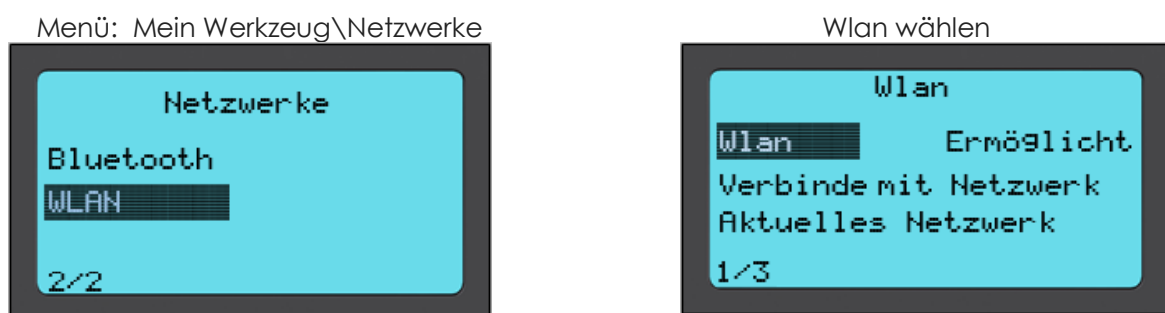 Menü: Mein Werkzeug\Netzwerke
Netzwerke
Bluetooth
WLAN
2/2
Wlan wählen
Wlan
Wlan Ermöglicht
Verbinde mit Netzwerk
Aktuelles Netzwerk
1/3